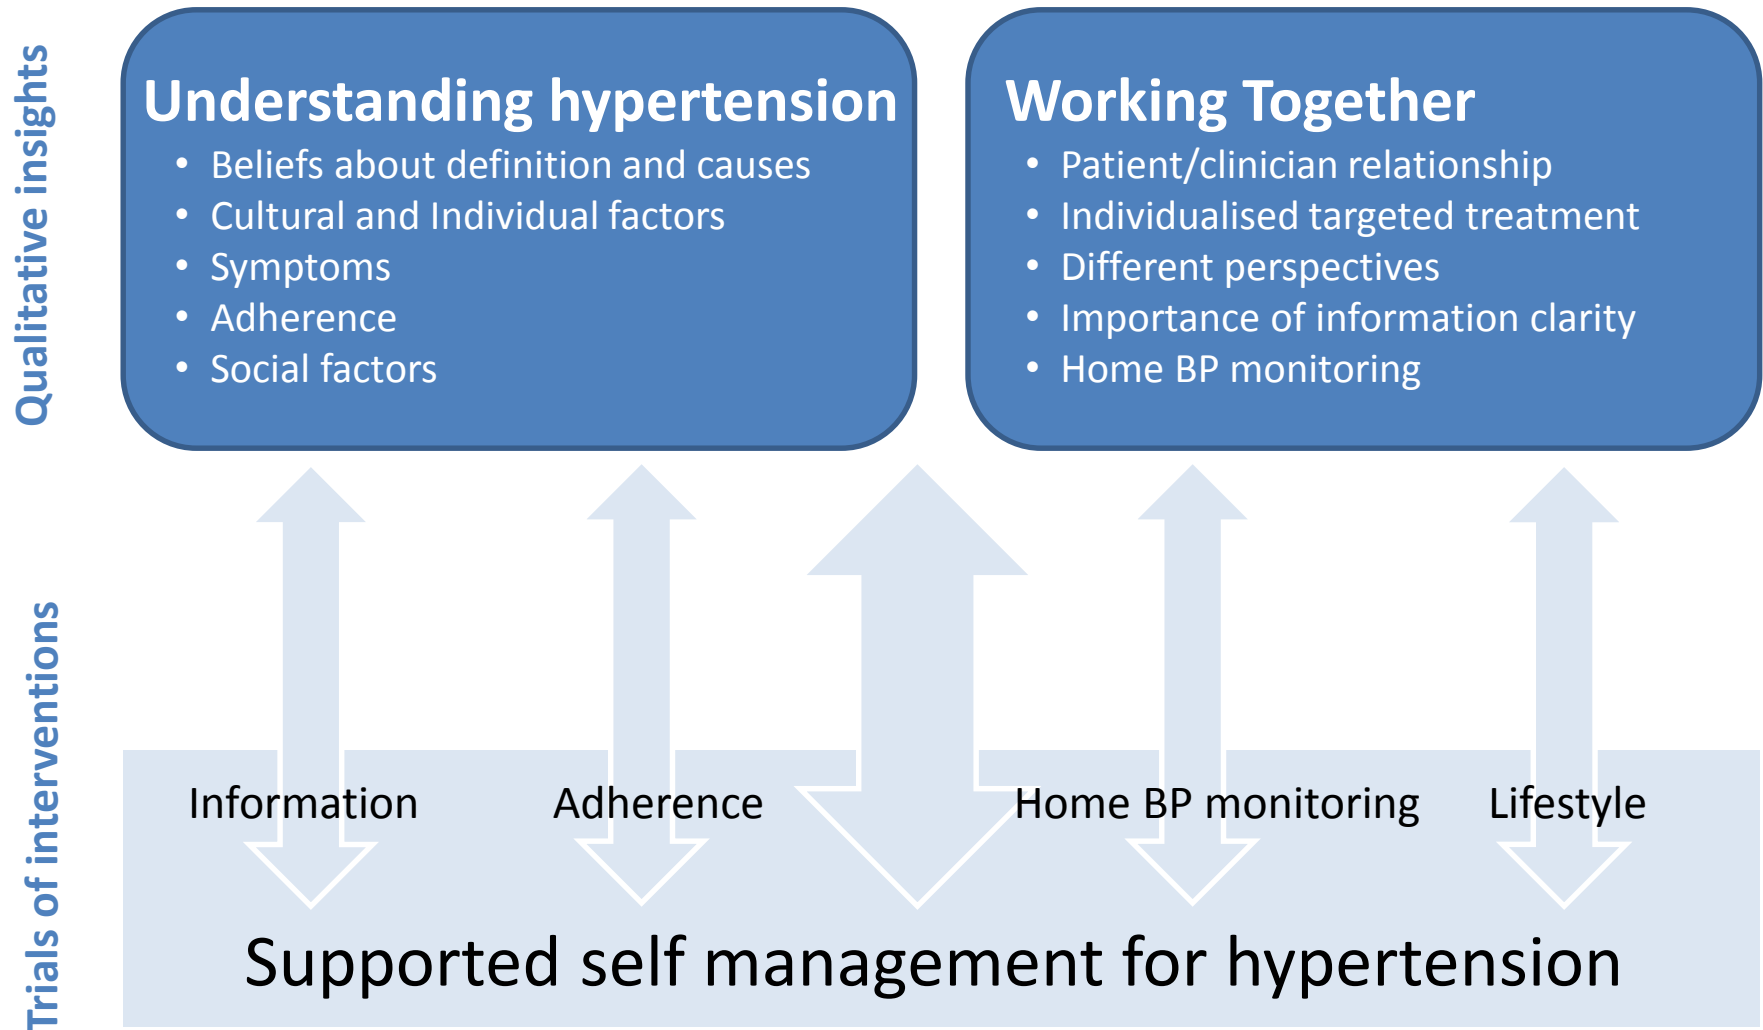 Qualitative insights
Understanding hypertension
• Beliefs about definition and causes
• Cultural and Individual factors
• Symptoms
• Adherence
• Social factors
Working Together
• Patient/clinician relationship
• Individualised targeted treatment
• Different perspectives
• Importance of information clarity
• Home BP monitoring
Trials of interventions
Information
Adherence
Home BP monitoring
Lifestyle
Supported self management for hypertension